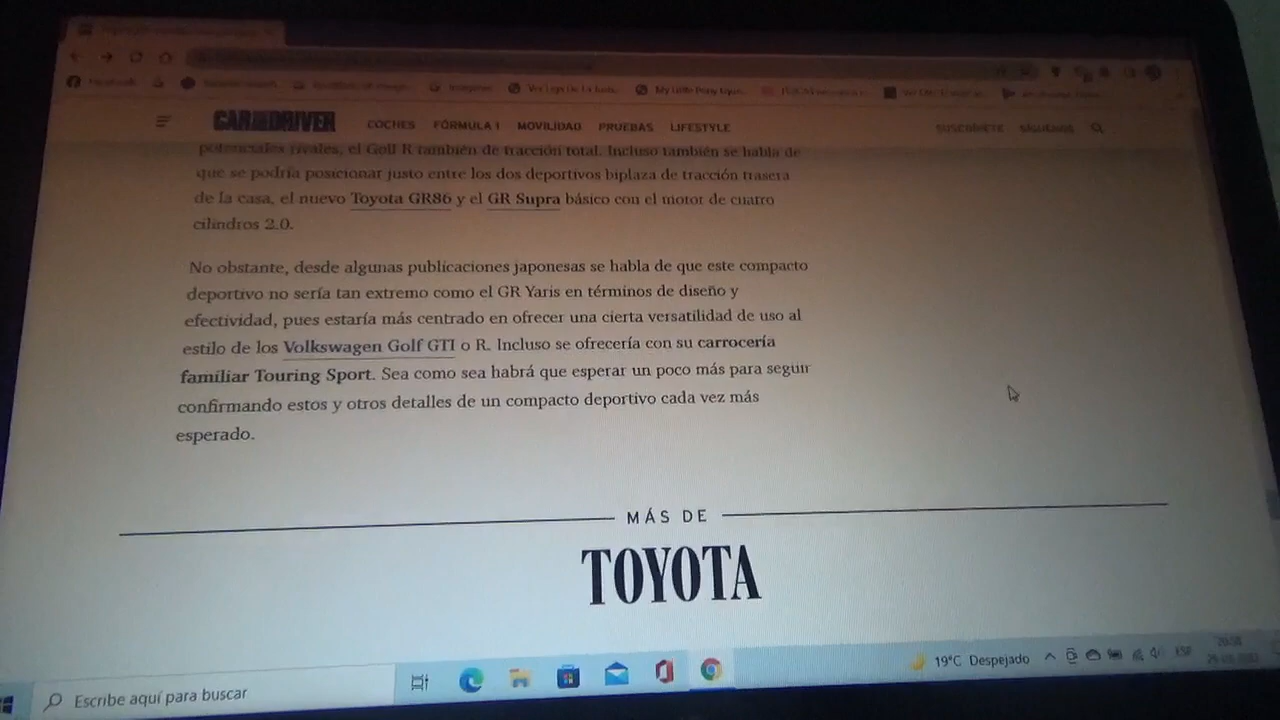 Facebook
CAR AND DRIVER COCHES FÓRMULA 1 MOVILIDAD PRUEBAS LIFESTYLE SUSCRÍBETE SÍGUENOS
potenciales rivales, el Golf R también de tracción total. Incluso también se habla de
que se podría posicionar justo entre los dos deportivos biplaza de tracción trasera
de la casa, el nuevo Toyota GR86 y el GR Supra básico con el motor de cuatro
cilindros 2.0.
No obstante, desde algunas publicaciones japonesas se habla de que este compacto
deportivo no sería tan extremo como el GR Yaris en términos de diseño y
efectividad, pues estaría más centrado en ofrecer una cierta versatilidad de uso al
estilo de los Volkswagen Golf GTI o R. Incluso se ofrecería con su carrocería
familiar Touring Sport. Sea como sea habrá que esperar un poco más para seguir
confirmando estos y otros detalles de un compacto deportivo cada vez más
esperado.
MÁS DE
TOYOTA
Escribe aquí para buscar
19°C Despejado
ESP